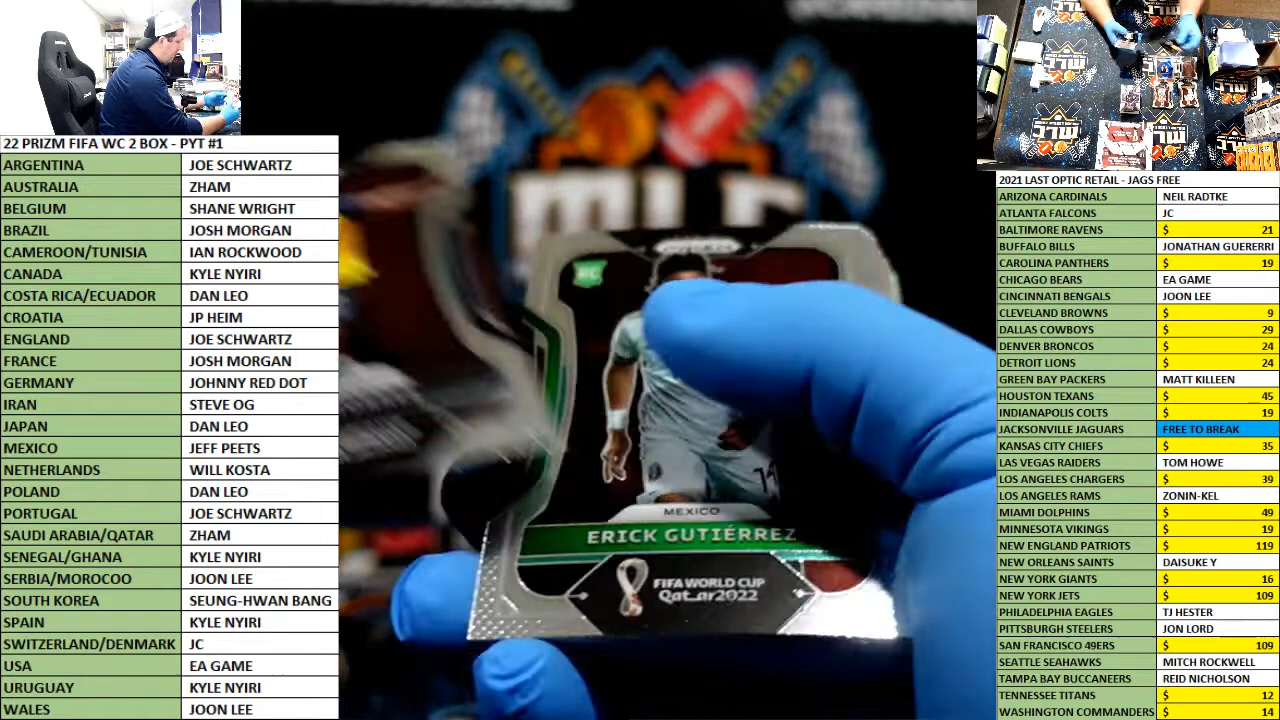 22 PRIZM FIFA WC 2 BOX - PYT #1
ARGENTINA JOE SCHWARTZ
AUSTRALIA ZHAM
BELGIUM SHANE WRIGHT
BRAZIL JOSH MORGAN
CAMEROON/TUNISIA IAN ROCKWOOD
CANADA KYLE NYIRI
COSTA RICA/ECUADOR DAN LEO
CROATIA JP HEIM
ENGLAND JOE SCHWARTZ
FRANCE JOSH MORGAN
GERMANY JOHNNY RED DOT
IRAN STEVE OG
JAPAN DAN LEO
MEXICO JEFF PEETS
NETHERLANDS WILL KOSTA
POLAND DAN LEO
PORTUGAL JOE SCHWARTZ
SAUDI ARABIA/QATAR ZHAM
SENEGAL/GHANA KYLE NYIRI
SERBIA/MOROCOO JOON LEE
SOUTH KOREA SEUNG-HWAN BANG
SPAIN KYLE NYIRI
SWITZERLAND/DENMARK JC
USA EA GAME
URUGUAY KYLE NYIRI
WALES JOON LEE
MLC
RC
14
MEXICO
ERICK GUTIÉRREZ
FIFA WORLD CUP
Qatar2022
MLC
2021 LAST OPTIC RETAIL - JAGS FREE
ARIZONA CARDINALS NEIL RADTKE
ATLANTA FALCONS JC
BALTIMORE RAVENS $ 21
BUFFALO BILLS JONATHAN GUERERRI
CAROLINA PANTHERS $ 19
CHICAGO BEARS EA GAME
CINCINNATI BENGALS JOON LEE
CLEVELAND BROWNS $ 9
DALLAS COWBOYS $ 29
DENVER BRONCOS $ 24
DETROIT LIONS $ 24
GREEN BAY PACKERS MATT KILLEEN
HOUSTON TEXANS $ 45
INDIANAPOLIS COLTS $ 19
JACKSONVILLE JAGUARS FREE TO BREAK
KANSAS CITY CHIEFS $ 35
LAS VEGAS RAIDERS TOM HOWE
LOS ANGELES CHARGERS $ 39
LOS ANGELES RAMS ZONIN-KEL
MIAMI DOLPHINS $ 49
MINNESOTA VIKINGS $ 19
NEW ENGLAND PATRIOTS $ 119
NEW ORLEANS SAINTS DAISUKE Y
NEW YORK GIANTS $ 16
NEW YORK JETS $ 109
PHILADELPHIA EAGLES TJ HESTER
PITTSBURGH STEELERS JON LORD
SAN FRANCISCO 49ERS $ 109
SEATTLE SEAHAWKS MITCH ROCKWELL
TAMPA BAY BUCCANEERS REID NICHOLSON
TENNESSEE TITANS $ 12
WASHINGTON COMMANDERS $ 14